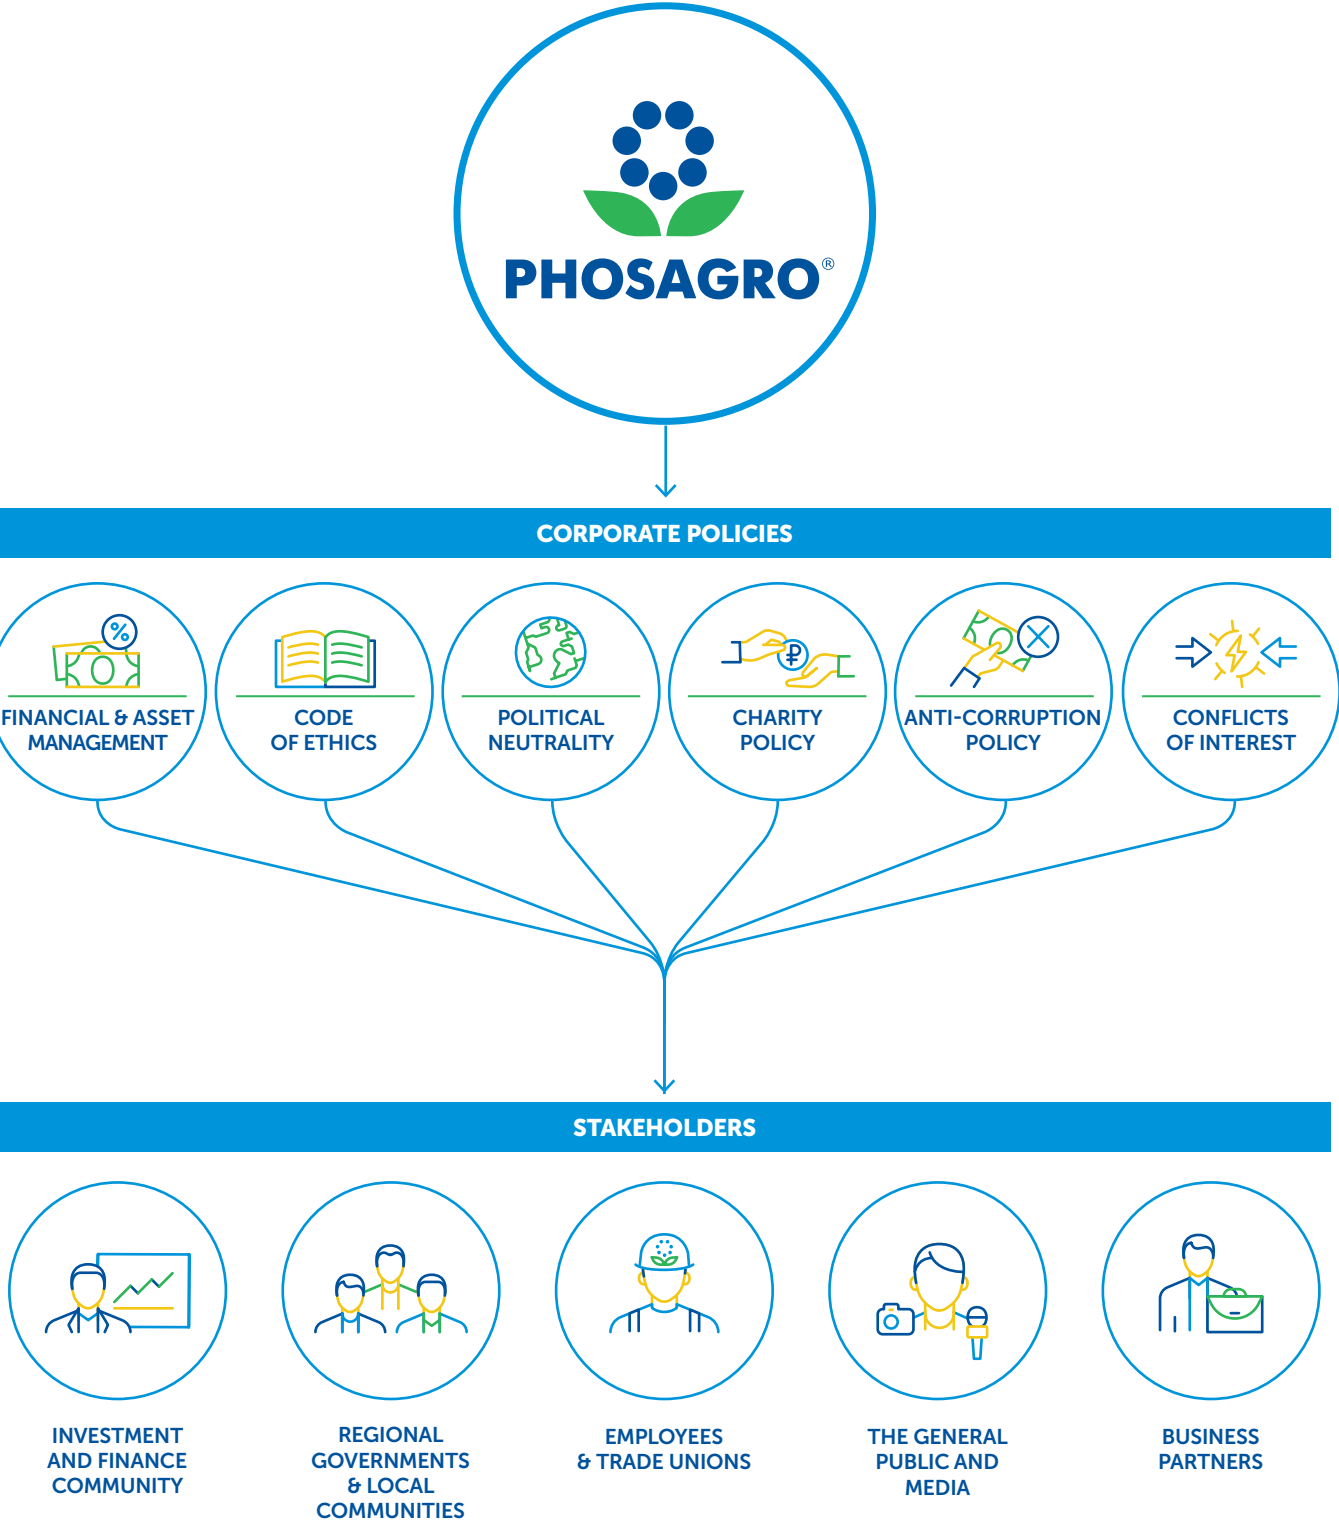 PHOSAGRO®
CORPORATE POLICIES
FINANCIAL & ASSET
MANAGEMENT
CODE
OF ETHICS
POLITICAL
NEUTRALITY
CHARITY
POLICY
ANTI-CORRUPTION
POLICY
CONFLICTS
OF INTEREST
STAKEHOLDERS
INVESTMENT
AND FINANCE
COMMUNITY
REGIONAL
GOVERNMENTS
& LOCAL
COMMUNITIES
EMPLOYEES
& TRADE UNIONS
THE GENERAL
PUBLIC AND
MEDIA
BUSINESS
PARTNERS